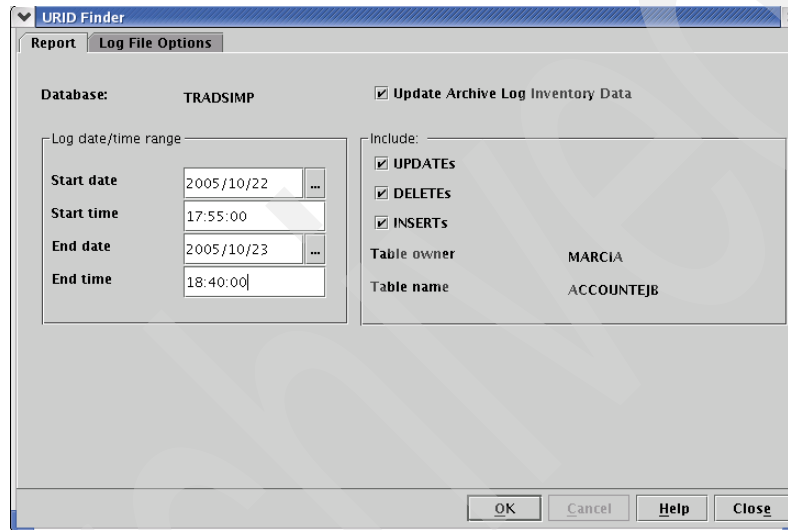 URID Finder
Report Log File Options
Database: TRADSIMP
Update Archive Log Inventory Data
Log date/time range
Start date 2005/10/22 ...
Start time 17:55:00
End date 2005/10/23 ...
End time 18:40:00
Include:
UPDATEs
DELETEs
INSERTs
Table owner MARCIA
Table name ACCOUNTEJB
OK Cancel Help Close